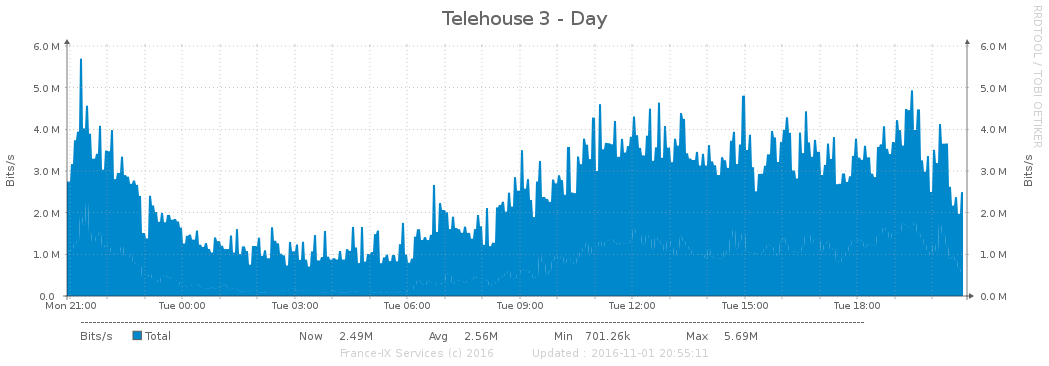 Telehouse 3 - Day
RRDTOOL / TOBI OETIKER
Bits/s
6.0 M
5.0 M
4.0 M
3.0 M
2.0 M
1.0 M
0.0
6.0 M
5.0 M
4.0 M
3.0 M
2.0 M
1.0 M
0.0 M
Bits/s
Mon 21:00 Tue 00:00 Tue 03:00 Tue 06:00 Tue 09:00 Tue 12:00 Tue 15:00 Tue 18:00
Bits/s Total Now 2.49M Avg 2.56M Min 701.26k Max 5.69M
France-IX Services (c) 2016 Updated : 2016-11-01 20:55:11